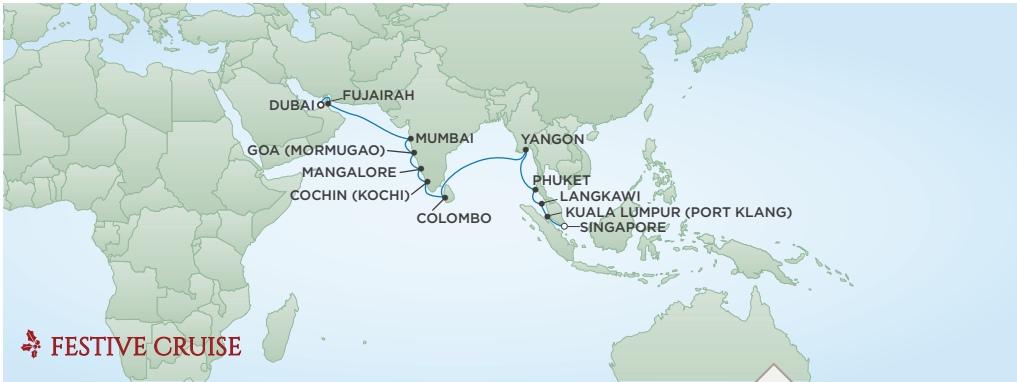 FUJAIRAH
DUBAI
MUMBAI
YANGON
GOA (MORMUGAO)
MANGALORE
PHUKET
COCHIN (KOCHI)
LANGKAWI
KUALA LUMPUR (PORT KLANG)
COLOMBO
SINGAPORE
FESTIVE CRUISE